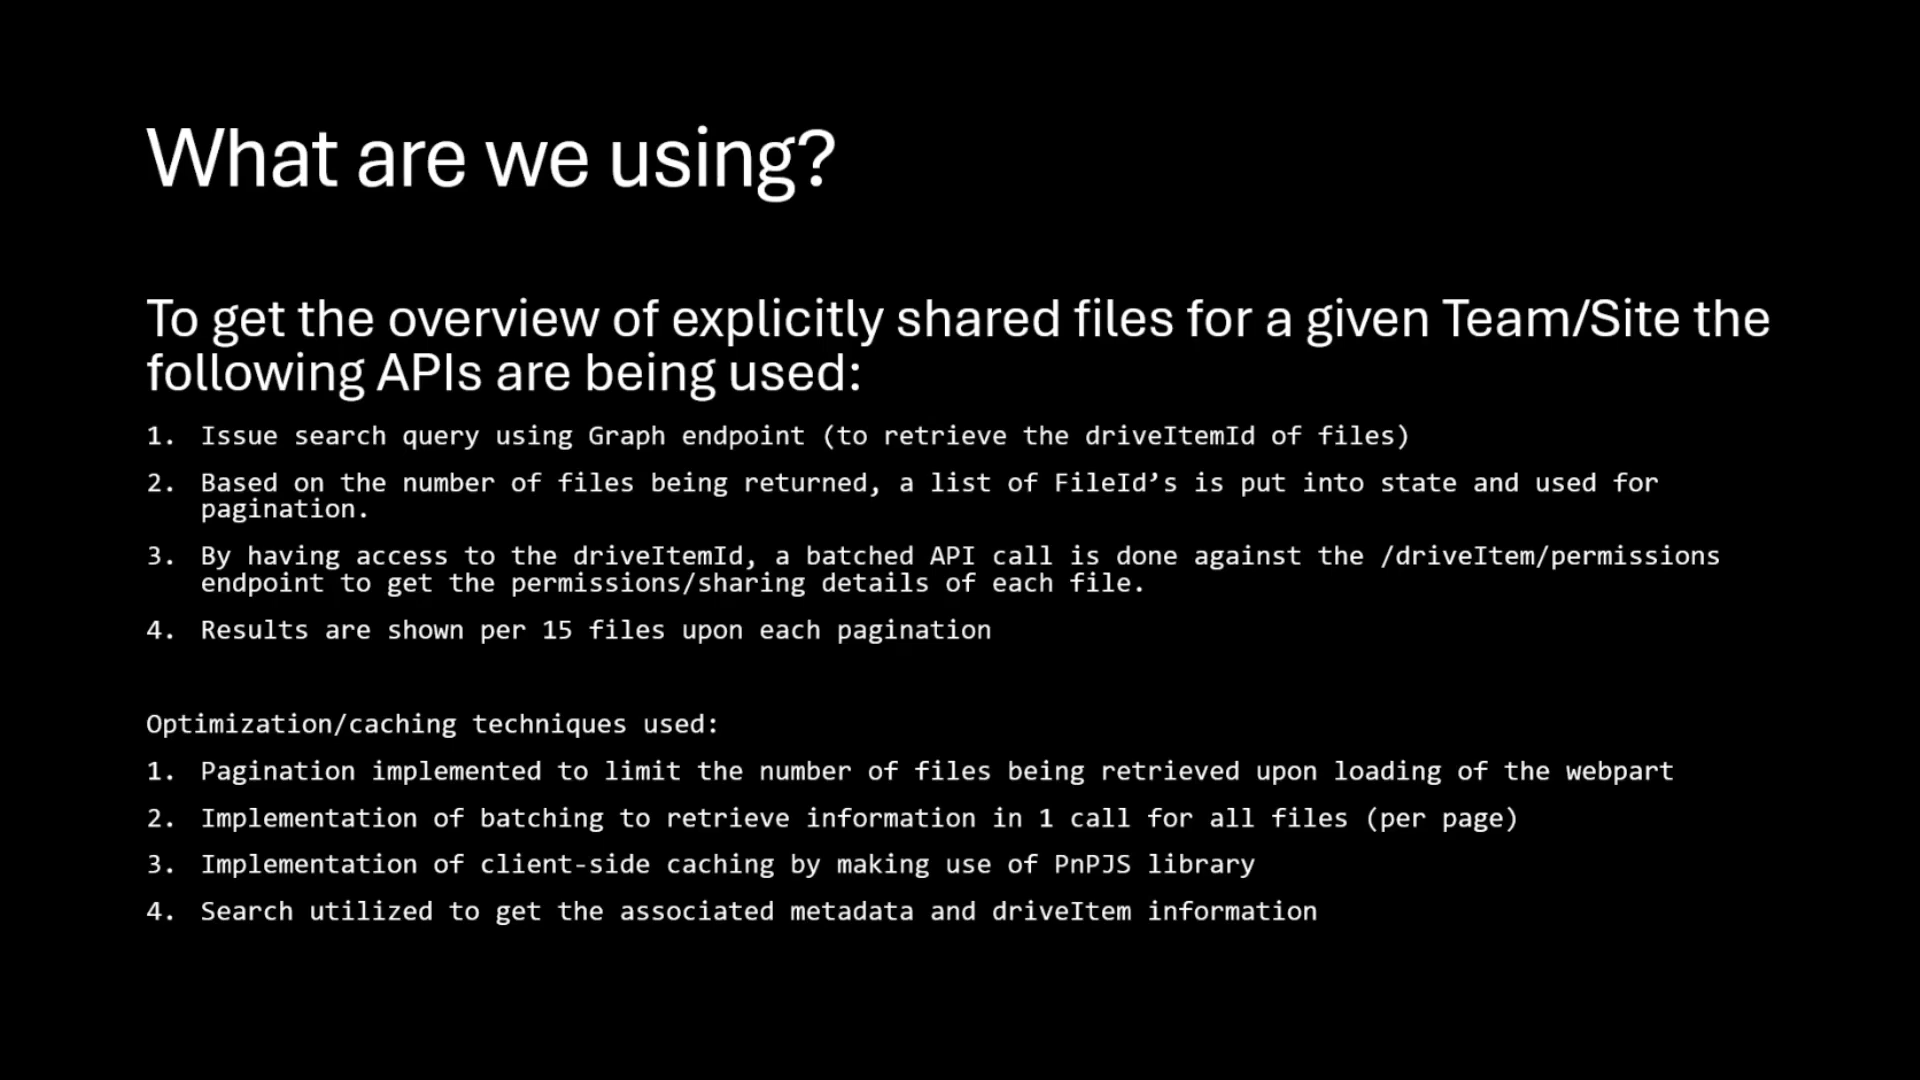 What are we using?
To get the overview of explicitly shared files for a given Team/Site the
following APIs are being used:
1. Issue search query using Graph endpoint (to retrieve the driveItemId of files)
2. Based on the number of files being returned, a list of FileId’s is put into state and used for
pagination.
3. By having access to the driveItemId, a batched API call is done against the /driveItem/permissions
endpoint to get the permissions/sharing details of each file.
4. Results are shown per 15 files upon each pagination
Optimization/caching techniques used:
1. Pagination implemented to limit the number of files being retrieved upon loading of the webpart
2. Implementation of batching to retrieve information in 1 call for all files (per page)
3. Implementation of client-side caching by making use of PnPJS library
4. Search utilized to get the associated metadata and driveItem information